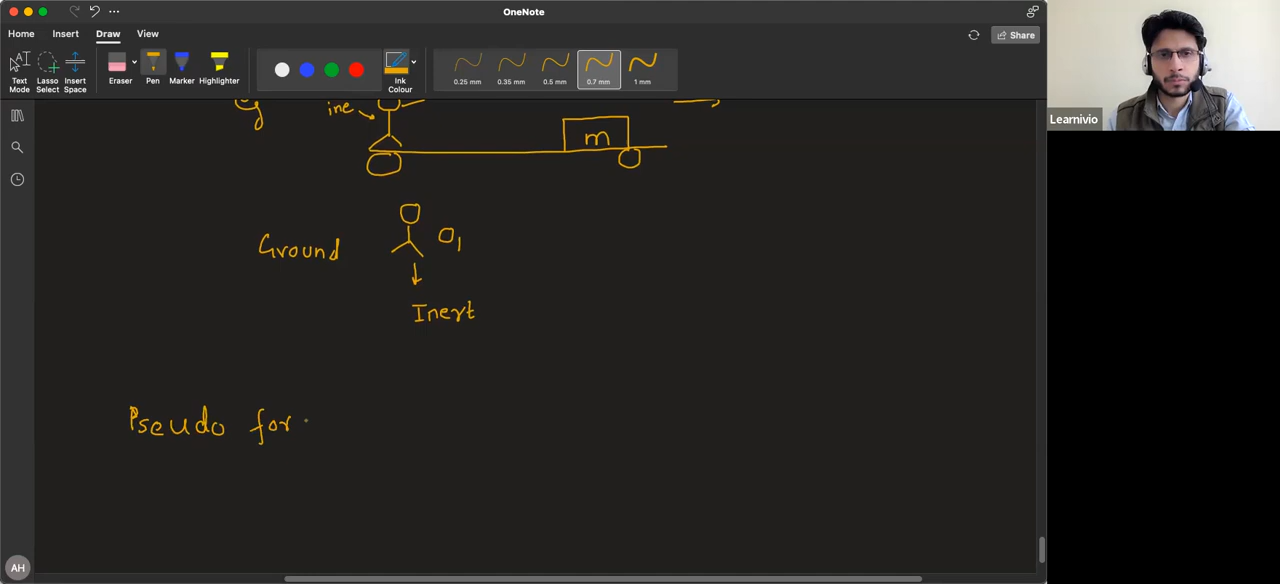 OneNote
Home Insert Draw View
Share
Text Mode
Lasso Select
Insert Space
Eraser
Pen
Marker
Highlighter
Ink Colour
0.25 mm
0.35 mm
0.5 mm
0.7 mm
1 mm
Learnivio
ine
m
Ground
O1
Inert
Pseudo for
AH